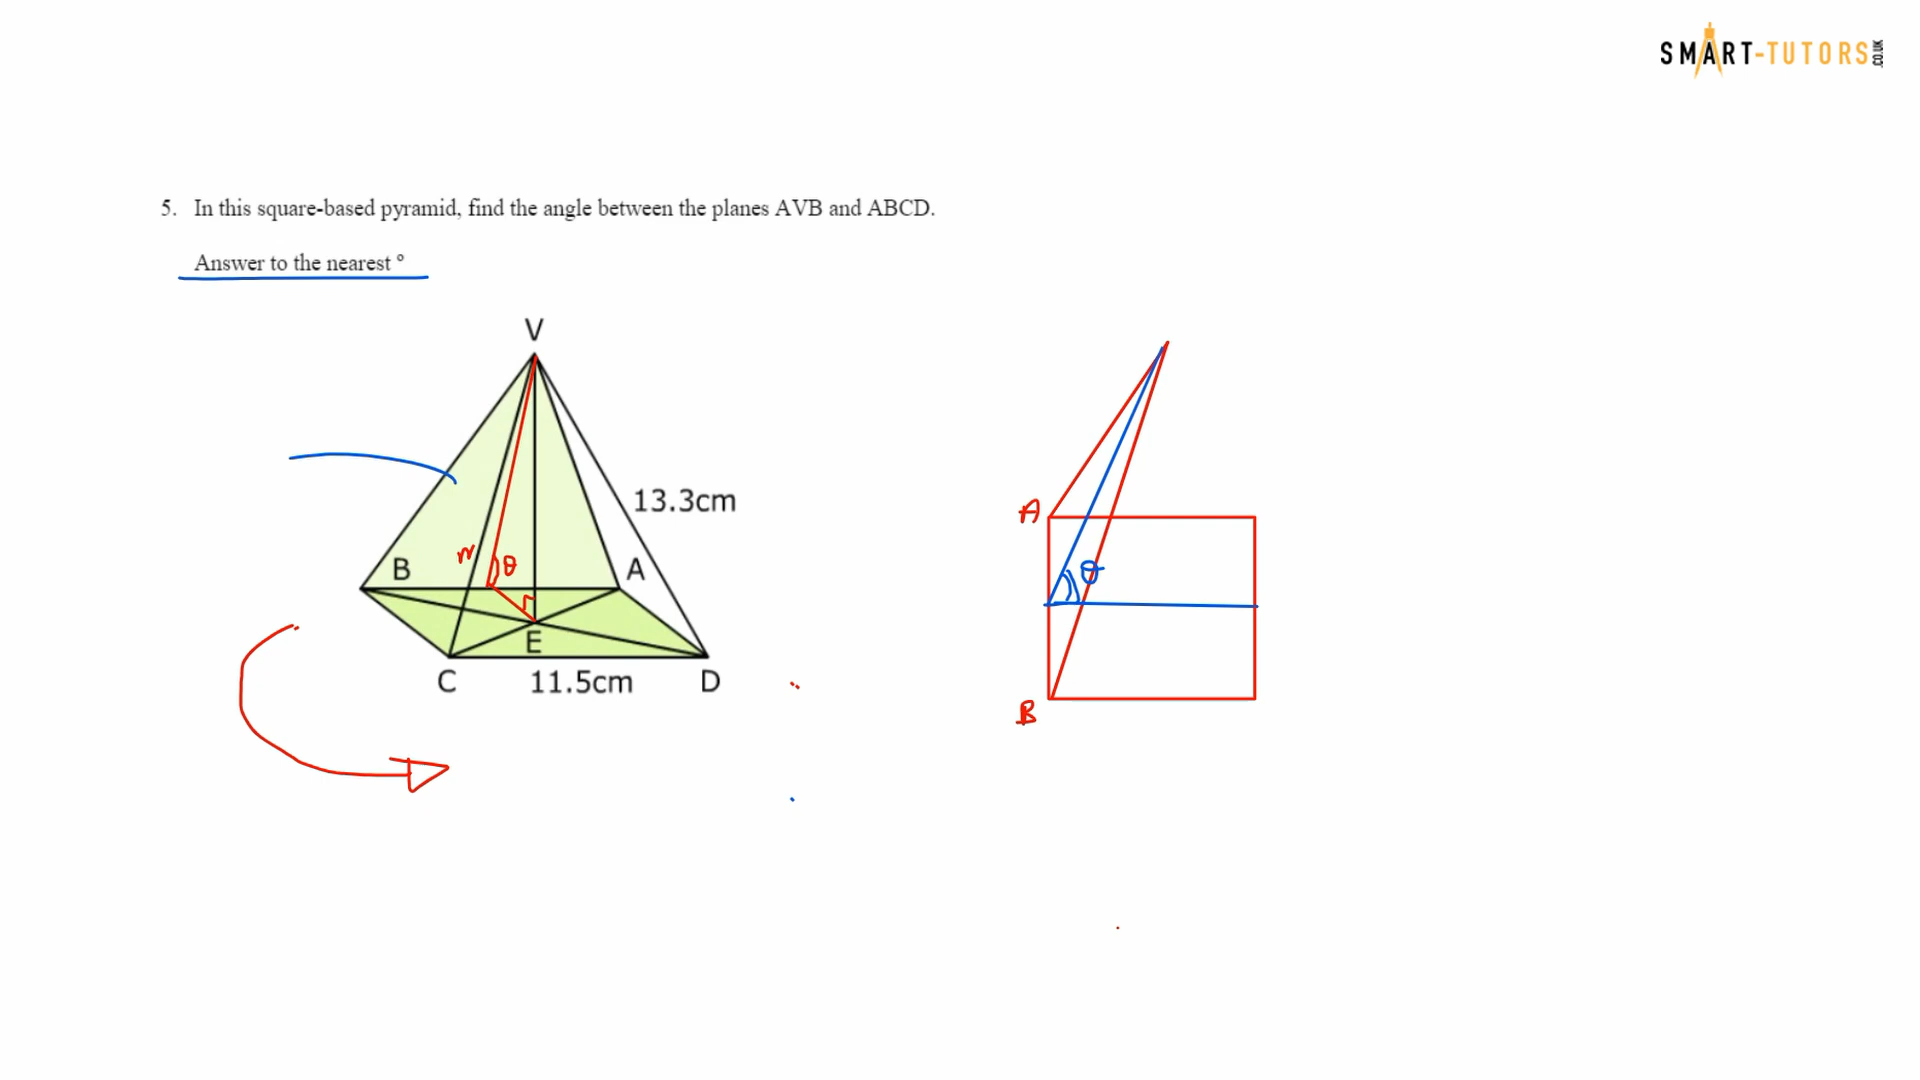 SMART-TUTORS.CO.UK
5. In this square-based pyramid, find the angle between the planes AVB and ABCD.
Answer to the nearest °
V
13.3cm
B
θ
A
E
C
11.5cm
D
A
θ
B